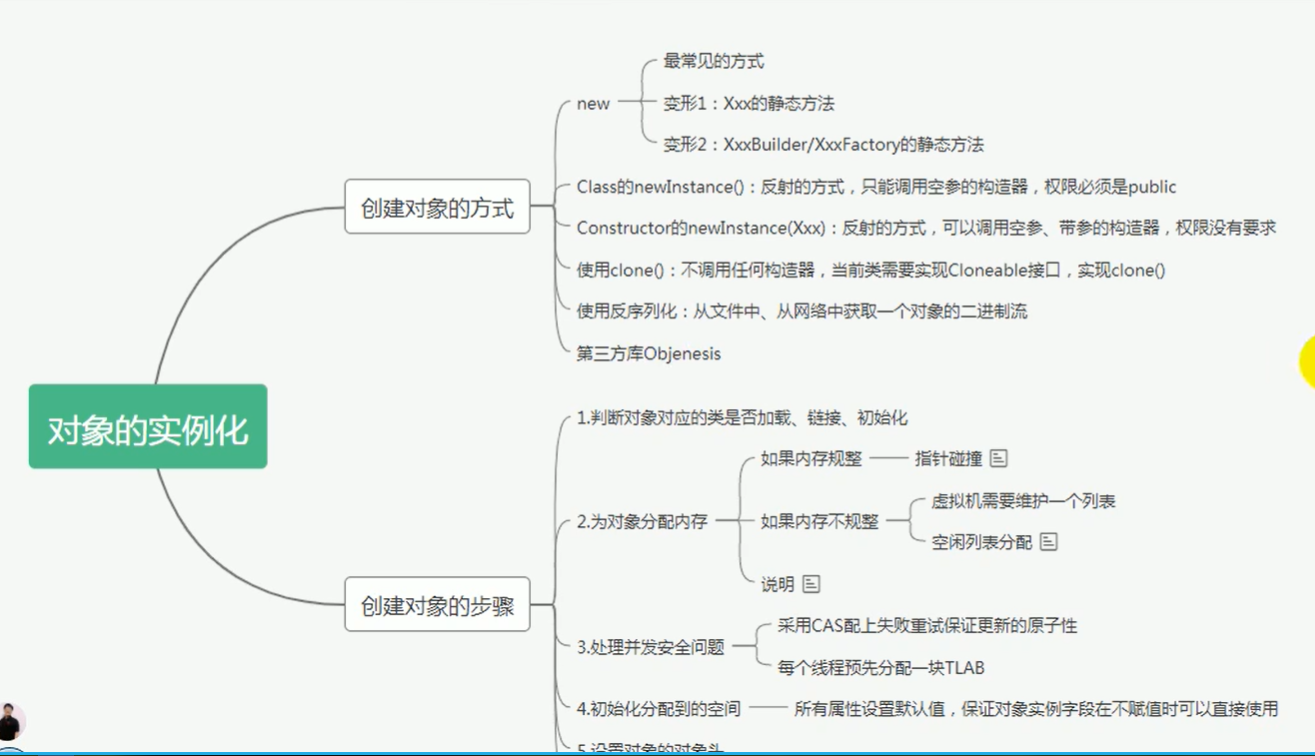 对象的实例化
创建对象的方式
new
最常见的方式
变形1：Xxx的静态方法
变形2：XxxBuilder/XxxFactory的静态方法
Class的newInstance()：反射的方式，只能调用空参的构造器，权限必须是public
Constructor的newInstance(Xxx)：反射的方式，可以调用空参、带参的构造器，权限没有要求
使用clone()：不调用任何构造器，当前类需要实现Cloneable接口，实现clone()
使用反序列化：从文件中、从网络中获取一个对象的二进制流
第三方库Objenesis
创建对象的步骤
1.判断对象对应的类是否加载、链接、初始化
2.为对象分配内存
如果内存规整
指针碰撞
如果内存不规整
虚拟机需要维护一个列表
空闲列表分配
说明
3.处理并发安全问题
采用CAS配上失败重试保证更新的原子性
每个线程预先分配一块TLAB
4.初始化分配到的空间
所有属性设置默认值，保证对象实例字段在不赋值时可以直接使用
5.设置对象的对象头